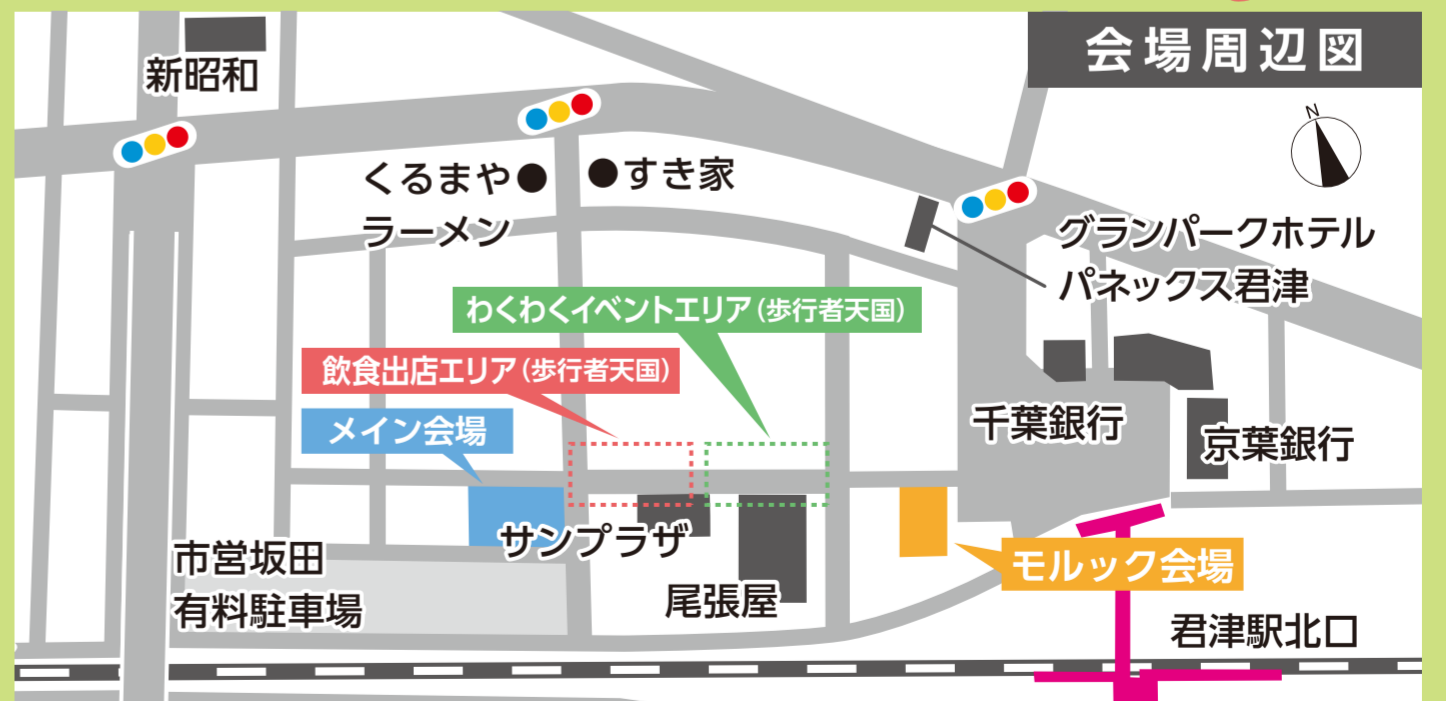 会場周辺図
新昭和
N
くるまや
ラーメン
すき家
グランパークホテル
パネックス君津
わくわくイベントエリア(歩行者天国)
飲食出店エリア(歩行者天国)
メイン会場
千葉銀行
京葉銀行
サンプラザ
市営坂田
有料駐車場
尾張屋
モルック会場
君津駅北口